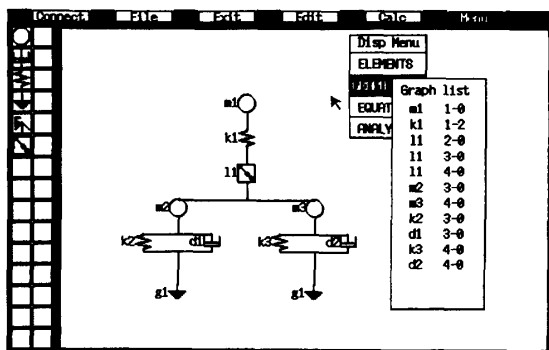 Connect File Exit Edit Calc Menu
Disp Menu
ELEMENTS
EQUAT
ANALY
Graph list
m1 1-0
k1 1-2
l1 2-0
l1 3-0
l1 4-0
m2 3-0
m3 4-0
k2 3-0
d1 3-0
k3 4-0
d2 4-0
m1
k1
l1
m2
m3
k2
d1
k3
d2
g1
g1